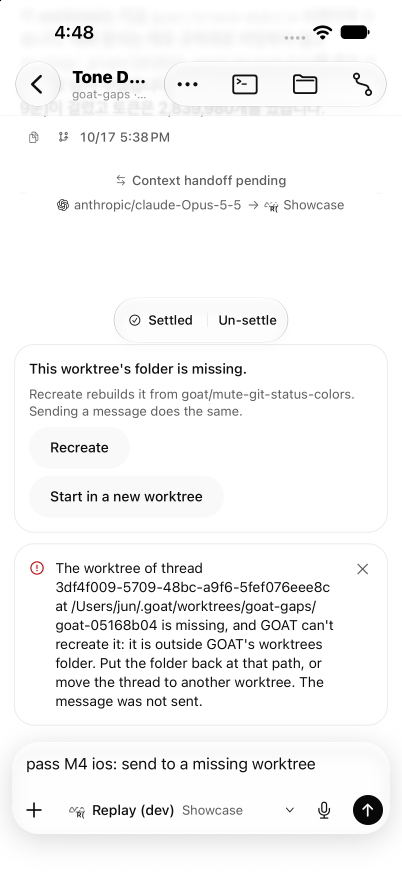 4:48
Tone D...
goat-gaps ·...
10/17 5:38 PM
Context handoff pending
anthropic/claude-Opus-5-5 → Showcase
Settled
Un-settle
This worktree's folder is missing.
Recreate rebuilds it from goat/mute-git-status-colors.
Sending a message does the same.
Recreate
Start in a new worktree
The worktree of thread
3df4f009-5709-48bc-a9f6-5fef076eee8c
at /Users/jun/.goat/worktrees/goat-gaps/
goat-05168b04 is missing, and GOAT can't
recreate it: it is outside GOAT's worktrees
folder. Put the folder back at that path, or
move the thread to another worktree. The
message was not sent.
pass M4 ios: send to a missing worktree
Replay (dev) Showcase